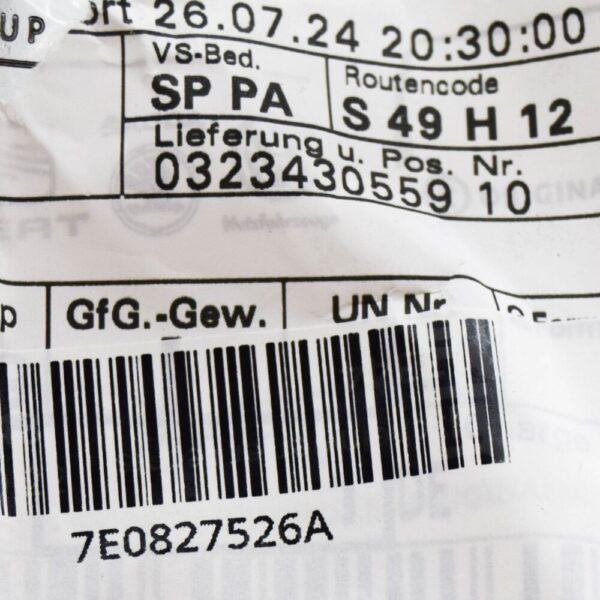 UP
ort 26.07.24 20:30:00
VS-Bed.
SP PA
Routencode
S 49 H 12
Lieferung u. Pos. Nr.
0323430559 10
p
GfG.-Gew.
UN Nr
7E0827526A